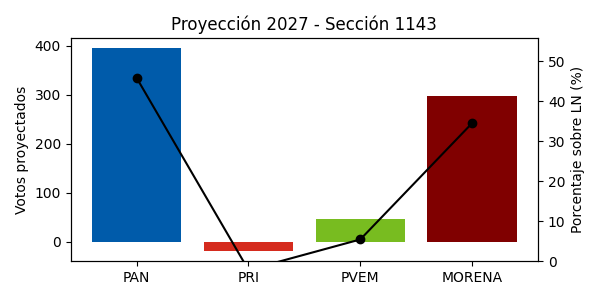 Proyección 2027 - Sección 1143
Votos proyectados
400
300
200
100
0
PAN
PRI
PVEM
MORENA
50
40
30
20
10
0
Porcentaje sobre LN (%)